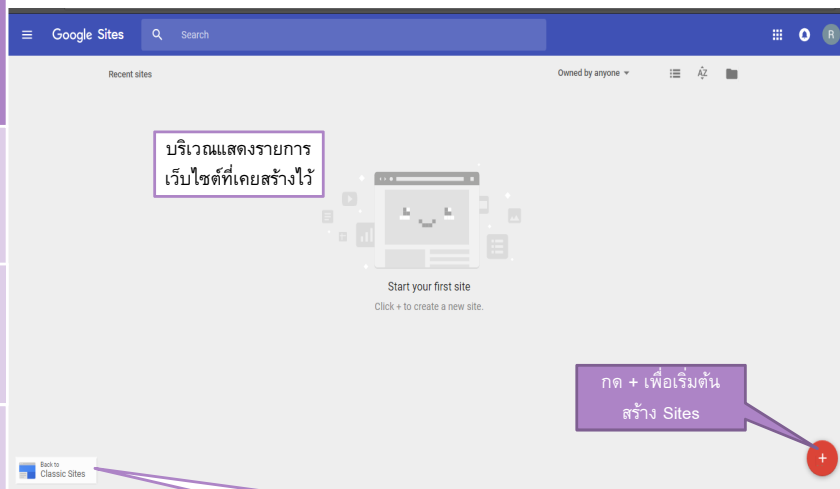 Google Sites
Search
R
Recent sites
Owned by anyone
AZ
บริเวณแสดงรายการ
เว็บไซต์ที่เคยสร้างไว้
Start your first site
Click + to create a new site.
กด + เพื่อเริ่มต้น
สร้าง Sites
+
Back to
Classic Sites